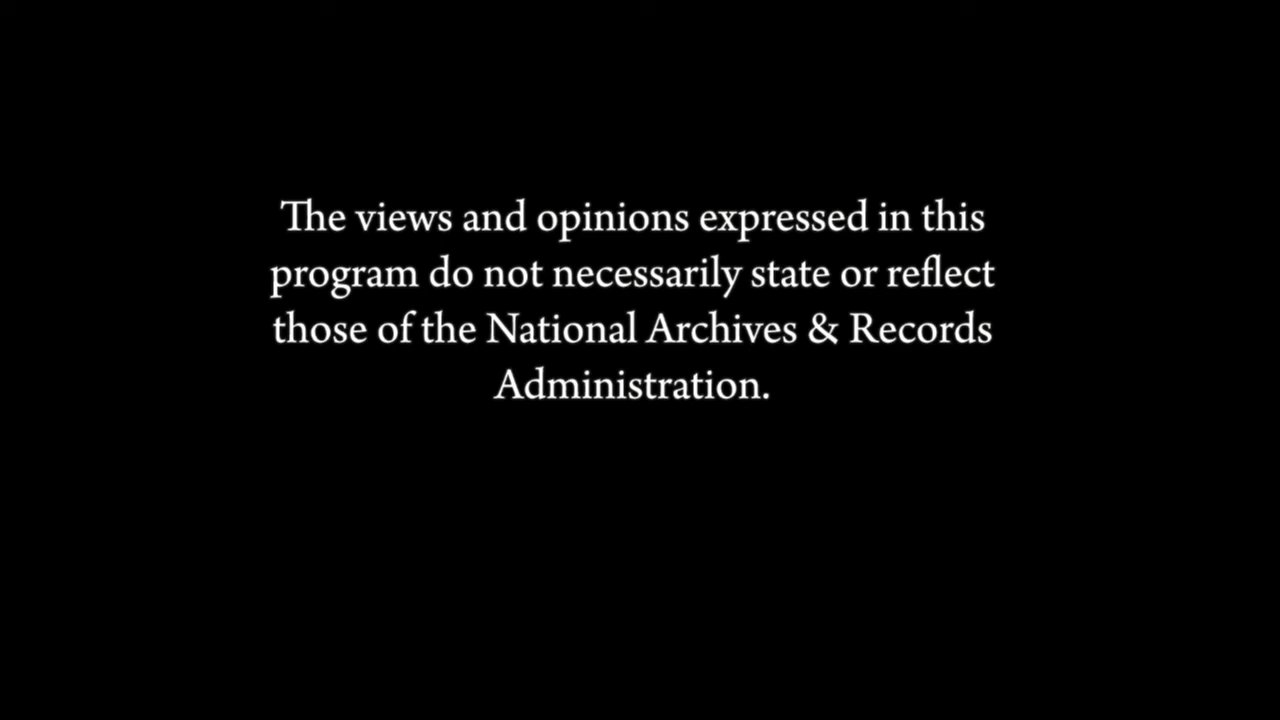 The views and opinions expressed in this
program do not necessarily state or reflect
those of the National Archives & Records
Administration.